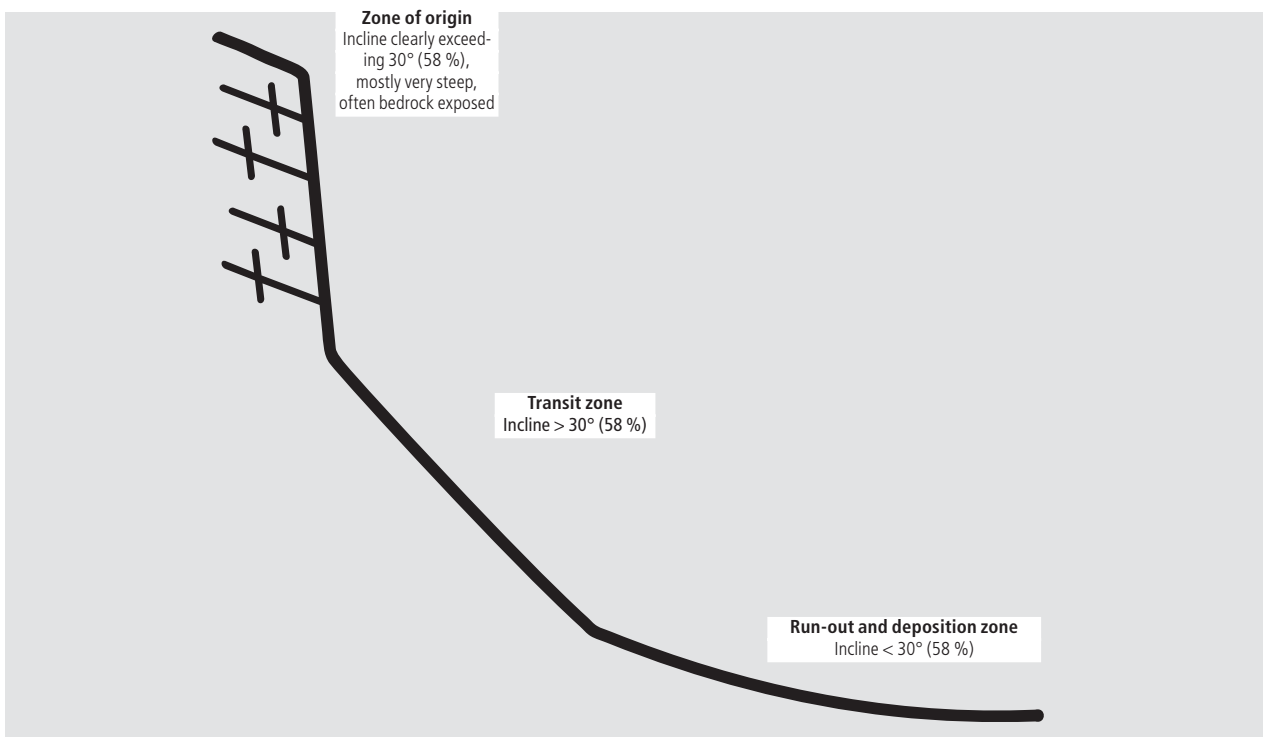 Zone of origin
Incline clearly exceed-
ing 30° (58 %),
mostly very steep,
often bedrock exposed
Transit zone
Incline > 30° (58 %)
Run-out and deposition zone
Incline < 30° (58 %)